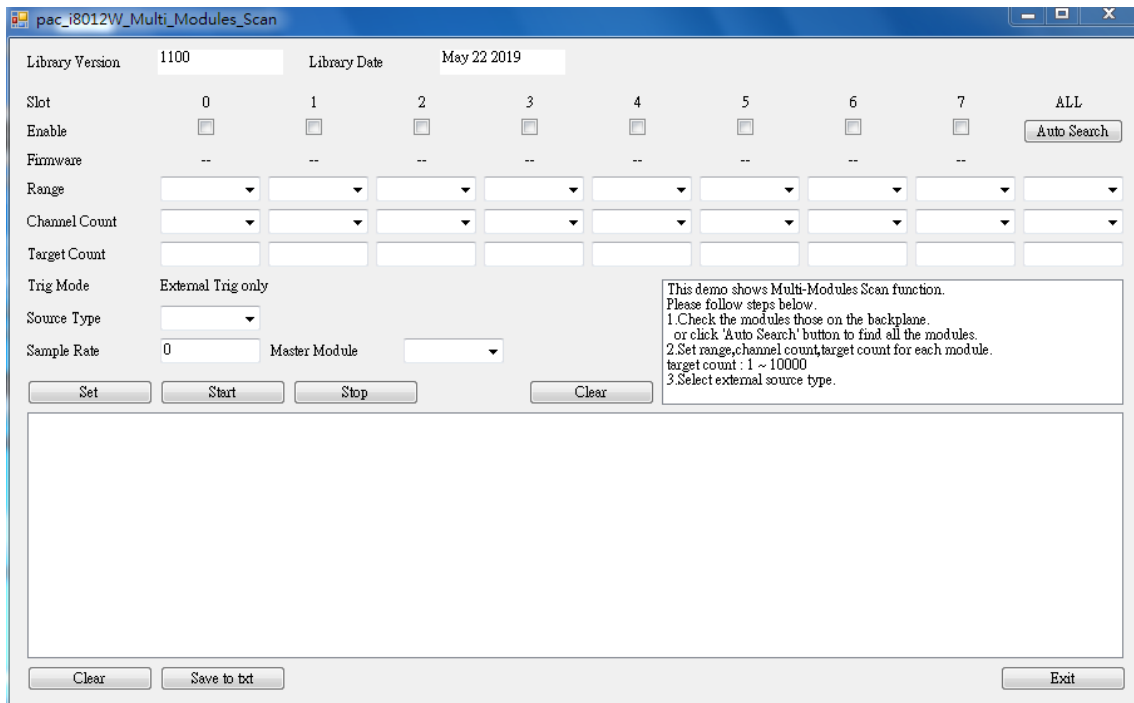 pac_i8012W_Multi_Modules_Scan
Library Version 1100 Library Date May 22 2019
Slot 0 1 2 3 4 5 6 7 ALL
Enable Auto Search
Firmware -- -- -- -- -- -- -- --
Range
Channel Count
Target Count
Trig Mode External Trig only
Source Type
Sample Rate 0 Master Module
Set Start Stop Clear
This demo shows Multi-Modules Scan function.
Please follow steps below.
1.Check the modules those on the backplane.
or click 'Auto Search' button to find all the modules.
2.Set range,channel count,target count for each module.
target count : 1 ~ 10000
3.Select external source type.
Clear Save to txt Exit